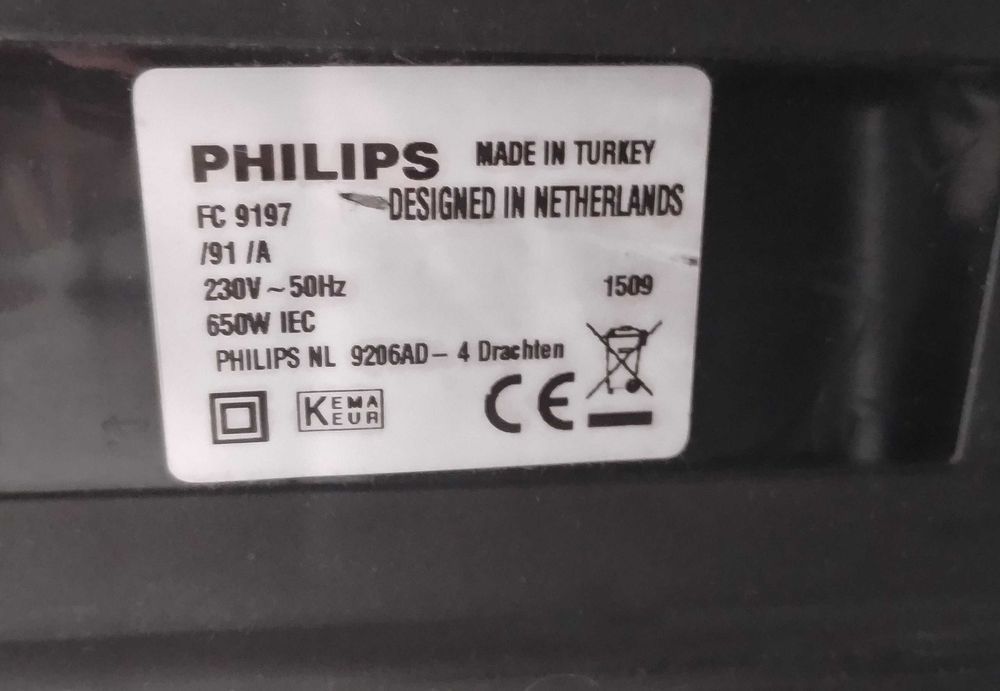 PHILIPS MADE IN TURKEY
FC 9197 DESIGNED IN NETHERLANDS
/91 /A
230V ~ 50Hz 1509
650W IEC
PHILIPS NL 9206AD - 4 Drachten
KEMA
KEUR
CE